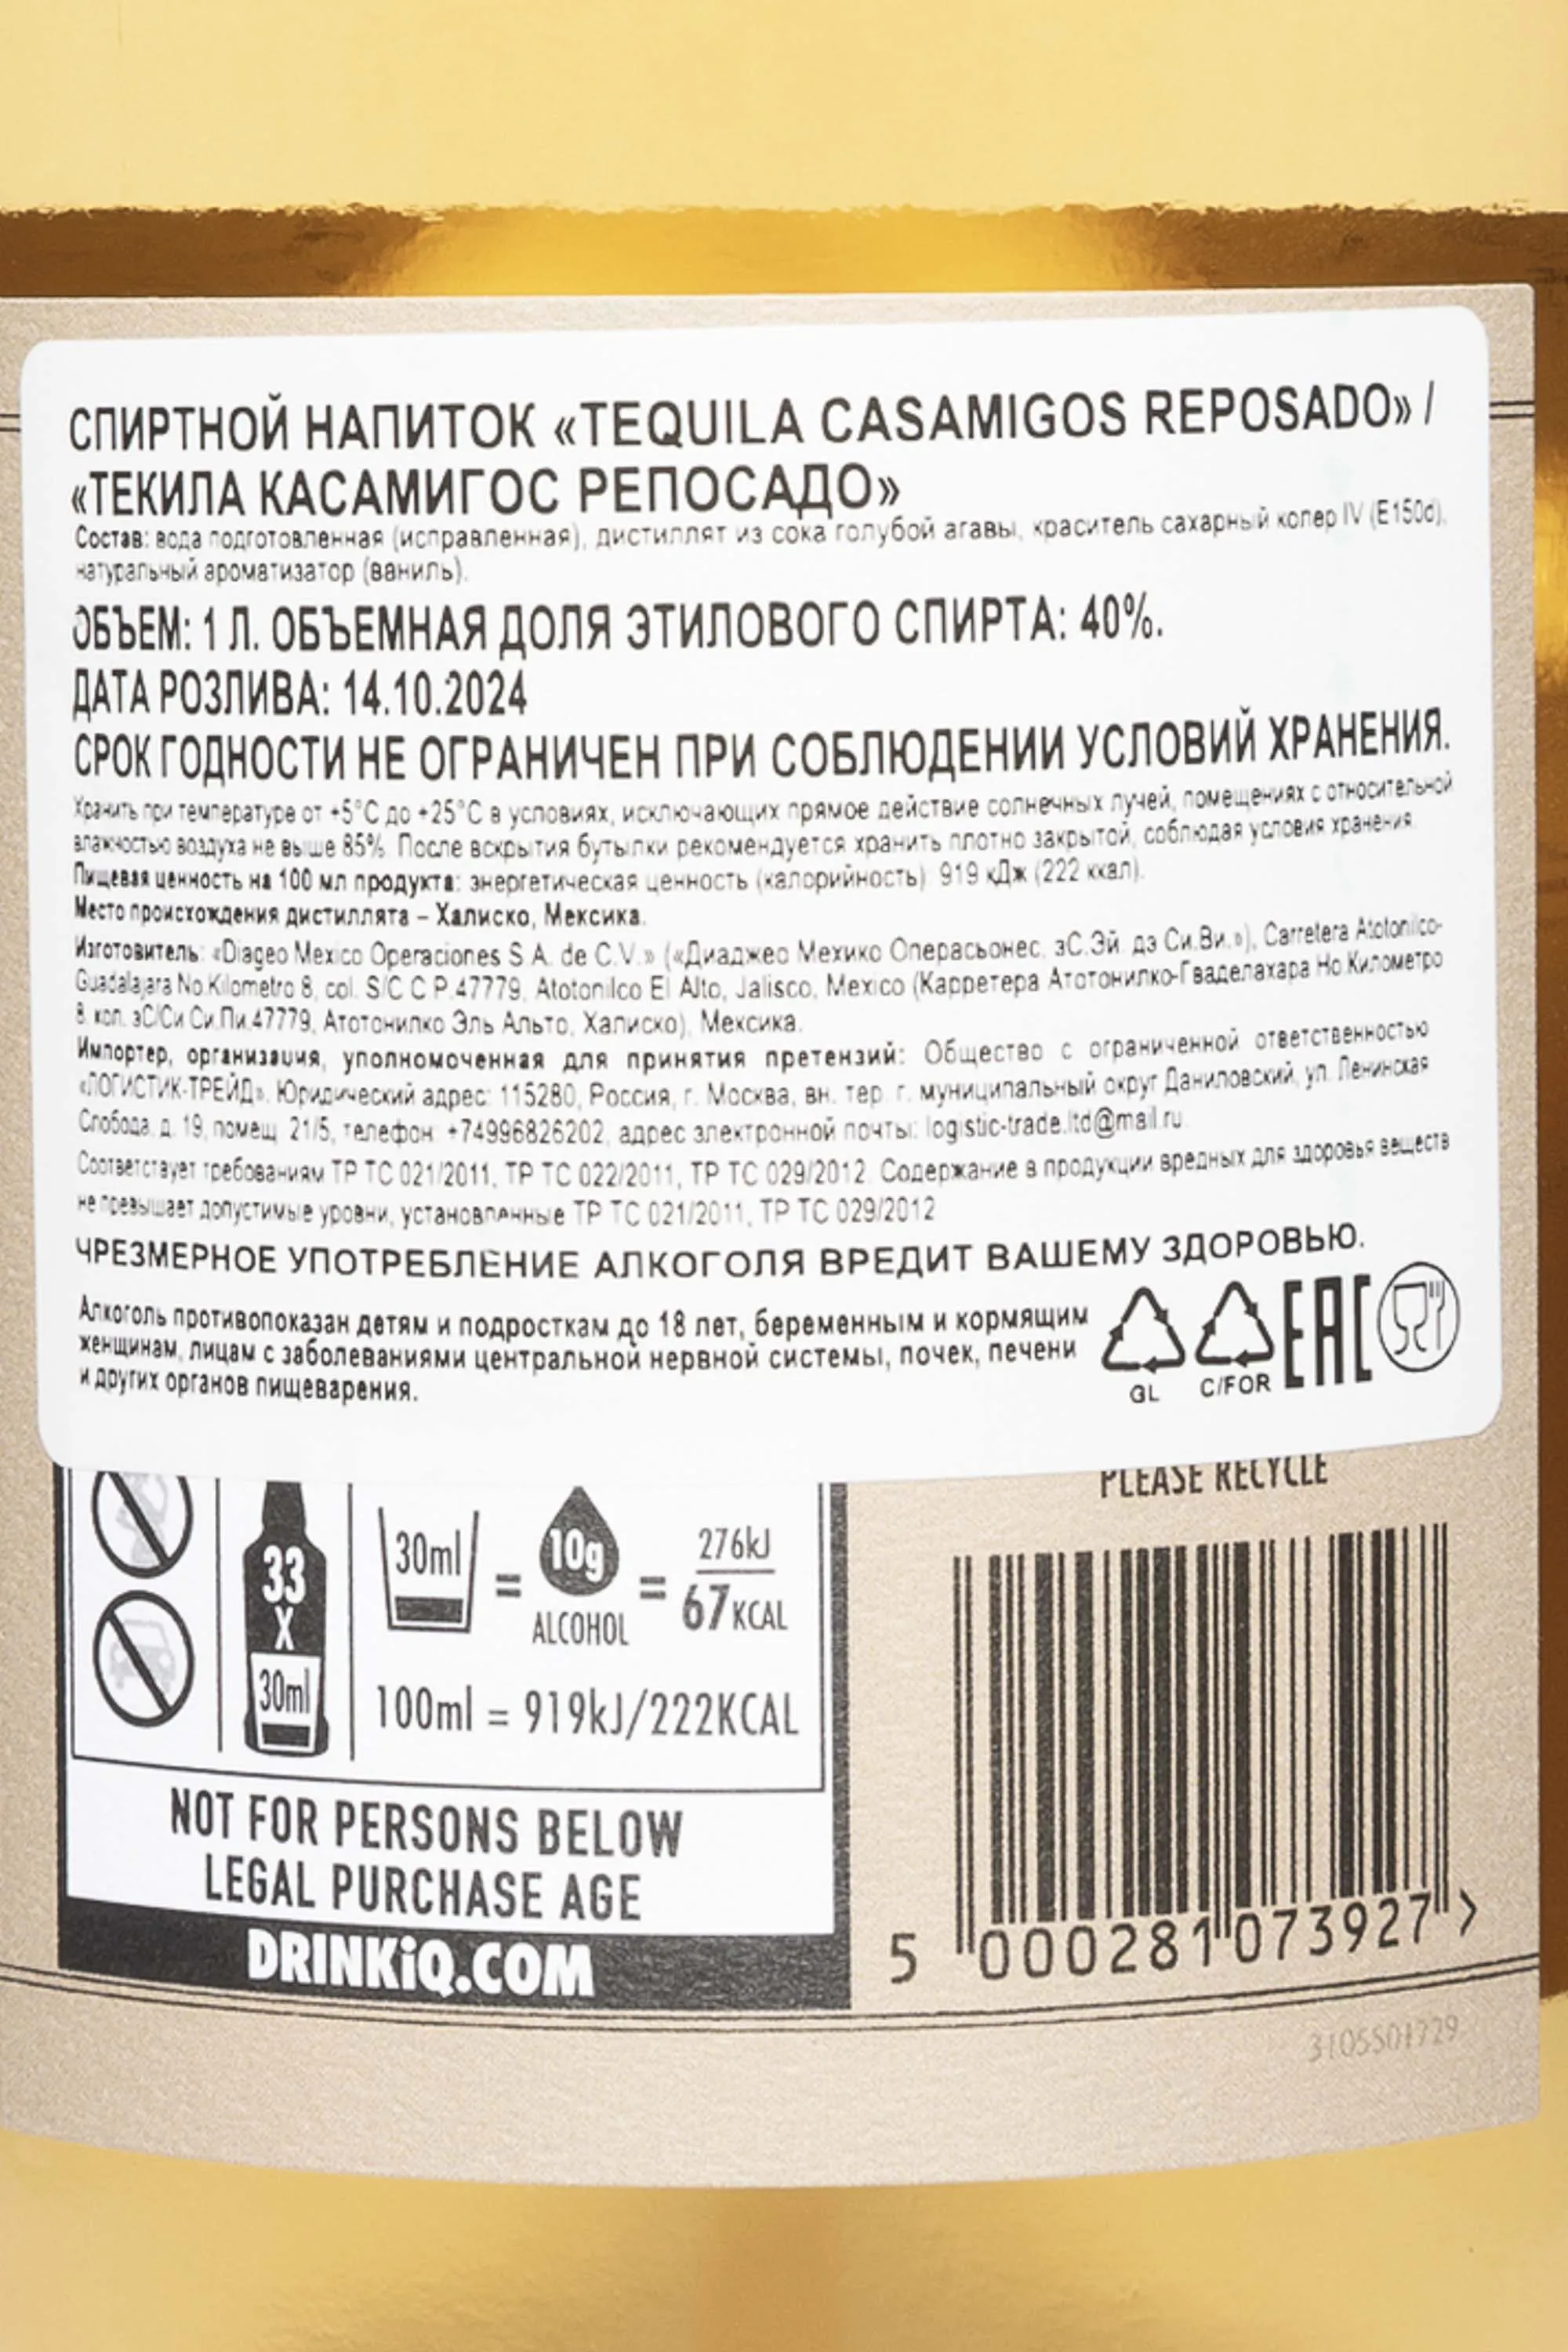 СПИРТНОЙ НАПИТОК «TEQUILA CASAMIGOS REPOSADO» /
«ТЕКИЛА КАСАМИГОС РЕПОСАДО»
Состав: вода подготовленная (исправленная), дистиллят из сока голубой агавы, краситель сахарный колер IV (E150d),
натуральный ароматизатор (ваниль).
ОБЪЕМ: 1 Л. ОБЪЕМНАЯ ДОЛЯ ЭТИЛОВОГО СПИРТА: 40%.
ДАТА РОЗЛИВА: 14.10.2024
СРОК ГОДНОСТИ НЕ ОГРАНИЧЕН ПРИ СОБЛЮДЕНИИ УСЛОВИЙ ХРАНЕНИЯ.
Хранить при температуре от +5°С до +25°С в условиях, исключающих прямое действие солнечных лучей, помещениях с относительной
влажностью воздуха не выше 85%. После вскрытия бутылки рекомендуется хранить плотно закрытой, соблюдая условия хранения.
Пищевая ценность на 100 мл продукта: энергетическая ценность (калорийность): 919 кДж (222 ккал).
Место происхождения дистиллята – Халиско, Мексика.
Изготовитель: «Diageo Mexico Operaciones S.A. de C.V.» («Диаджео Мехико Операсьонес, эС.Эй. дэ Си.Ви.»), Carretera Atotonilco-
Guadalajara No.Kilometro 8, col. S/C C.P.47779, Atotonilco El Alto, Jalisco, Mexico (Карретера Атотонилко-Гваделахара Но.Километро
8, кол. эС/Си Си.Пи.47779, Атотонилко Эль Альто, Халиско), Мексика.
Импортер, организация, уполномоченная для принятия претензий: Общество с ограниченной ответственностью
«ЛОГИСТИК-ТРЕЙД». Юридический адрес: 115280, Россия, г. Москва, вн. тер. г. муниципальный округ Даниловский, ул. Ленинская
Слобода, д. 19, помещ. 21/5, телефон: +74996826202, адрес электронной почты: logistic-trade.ltd@mail.ru.
Соответствует требованиям ТР ТС 021/2011, ТР ТС 022/2011, ТР ТС 029/2012. Содержание в продукции вредных для здоровья веществ
не превышает допустимые уровни, установленные ТР ТС 021/2011, ТР ТС 029/2012
ЧРЕЗМЕРНОЕ УПОТРЕБЛЕНИЕ АЛКОГОЛЯ ВРЕДИТ ВАШЕМУ ЗДОРОВЬЮ.
Алкоголь противопоказан детям и подросткам до 18 лет, беременным и кормящим
женщинам, лицам с заболеваниями центральной нервной системы, почек, печени
и других органов пищеварения.
GL C/FOR EAC
PLEASE RECYCLE
33 X 30ml
30ml = 10g ALCOHOL = 276kJ 67KCAL
100ml = 919kJ/222KCAL
NOT FOR PERSONS BELOW
LEGAL PURCHASE AGE
DRINKiQ.COM
5 000281 073927 >
3105S01729